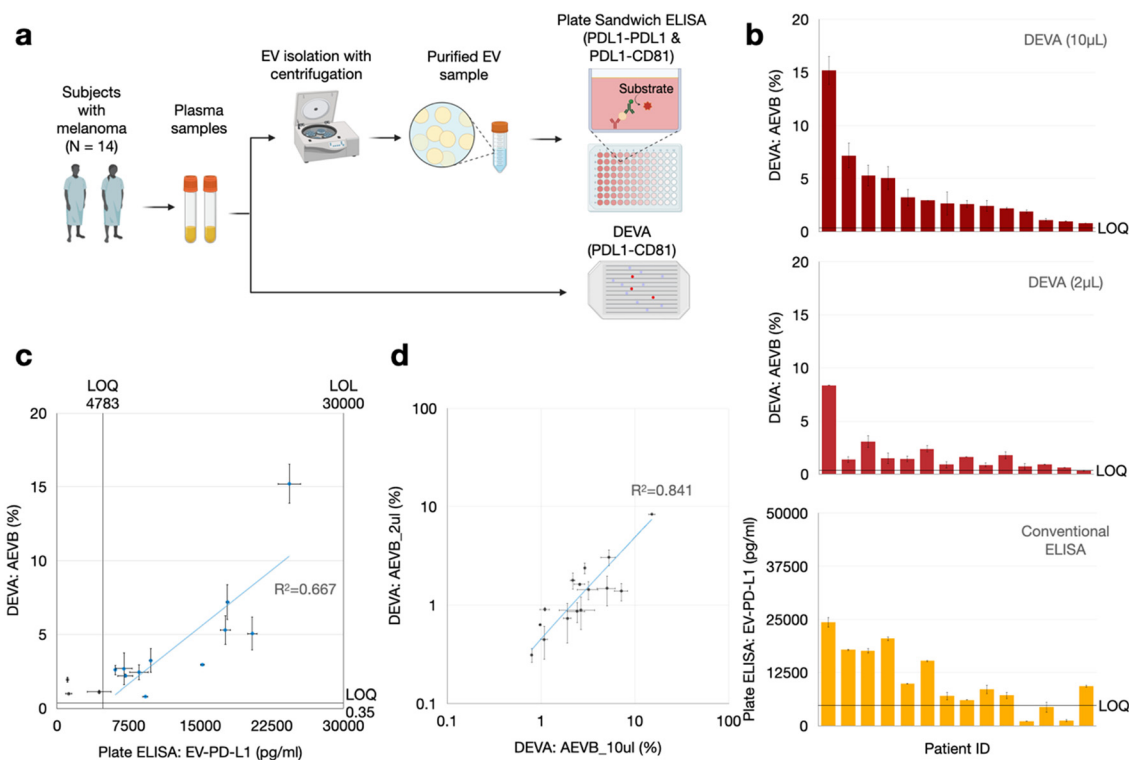 a
Subjects
with
melanoma
(N = 14)
Plasma
samples
EV isolation with
centrifugation
Purified EV
sample
Plate Sandwich ELISA
(PDL1-PDL1 &
PDL1-CD81)
Substrate
DEVA
(PDL1-CD81)
b
DEVA (10μL)
DEVA: AEVB (%)
20
15
10
5
0
LOQ
DEVA (2μL)
DEVA: AEVB (%)
20
15
10
5
0
LOQ
Conventional
ELISA
Plate ELISA: EV-PD-L1 (pg/ml)
50000
37500
25000
12500
0
LOQ
Patient ID
c
LOQ
4783
LOL
30000
DEVA: AEVB (%)
20
15
10
5
0
R²=0.667
LOQ
0.35
0
7500
15000
22500
30000
Plate ELISA: EV-PD-L1 (pg/ml)
d
DEVA: AEVB_2ul (%)
100
10
1
0.1
R²=0.841
0.1
1
10
100
DEVA: AEVB_10ul (%)